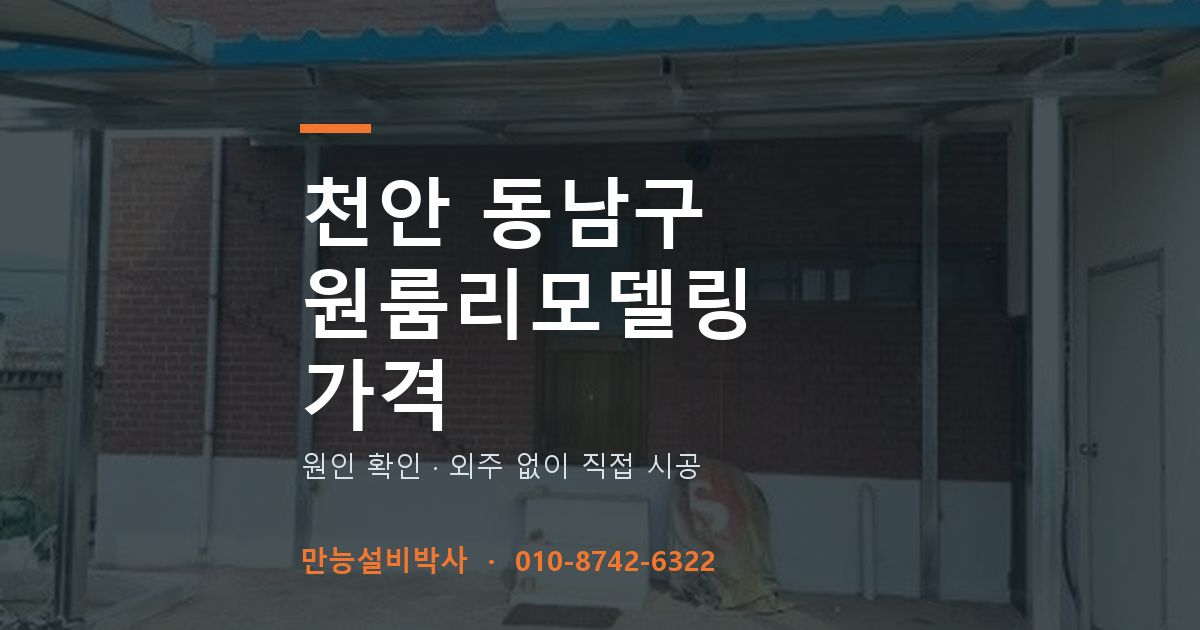 천안 동남구
원룸리모델링
가격
원인 확인 · 외주 없이 직접 시공
만능설비박사 · 010-8742-6322